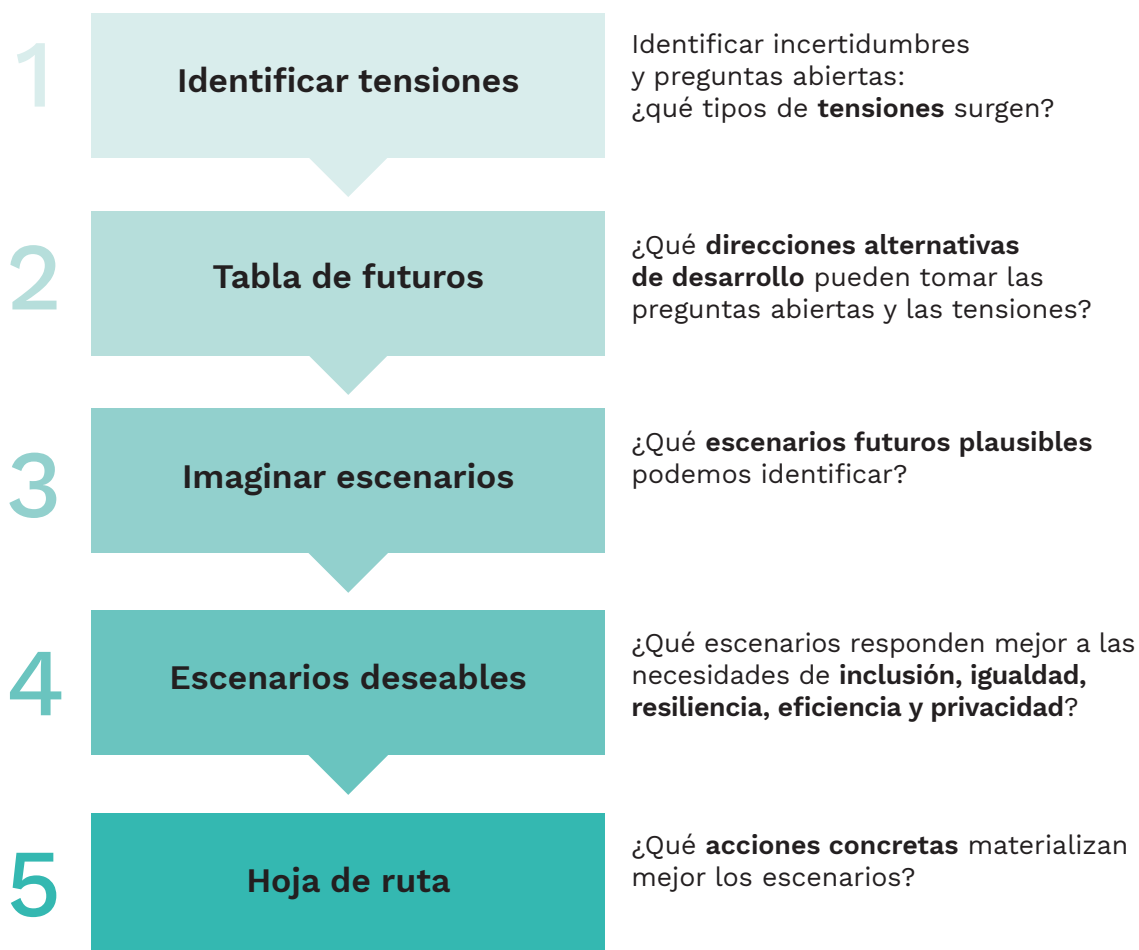 1
Identificar tensiones
Identificar incertidumbres
y preguntas abiertas:
¿qué tipos de tensiones surgen?
2
Tabla de futuros
¿Qué direcciones alternativas
de desarrollo pueden tomar las
preguntas abiertas y las tensiones?
3
Imaginar escenarios
¿Qué escenarios futuros plausibles
podemos identificar?
4
Escenarios deseables
¿Qué escenarios responden mejor a las
necesidades de inclusión, igualdad,
resiliencia, eficiencia y privacidad?
5
Hoja de ruta
¿Qué acciones concretas materializan
mejor los escenarios?